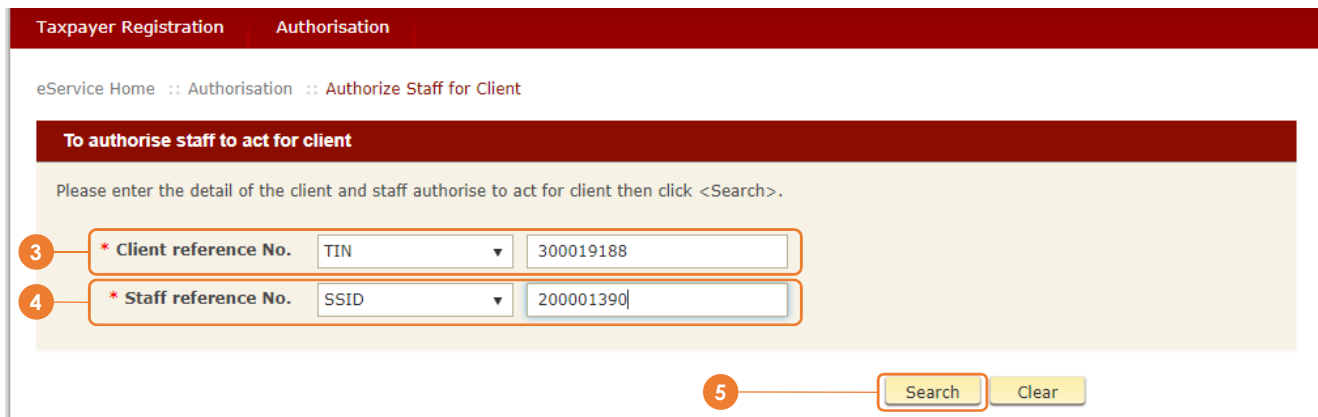 Taxpayer Registration Authorisation
eService Home :: Authorisation :: Authorize Staff for Client
To authorise staff to act for client
Please enter the detail of the client and staff authorise to act for client then click <Search>.
3 * Client reference No. TIN ▼ 300019188
4 * Staff reference No. SSID ▼ 200001390
5 Search Clear